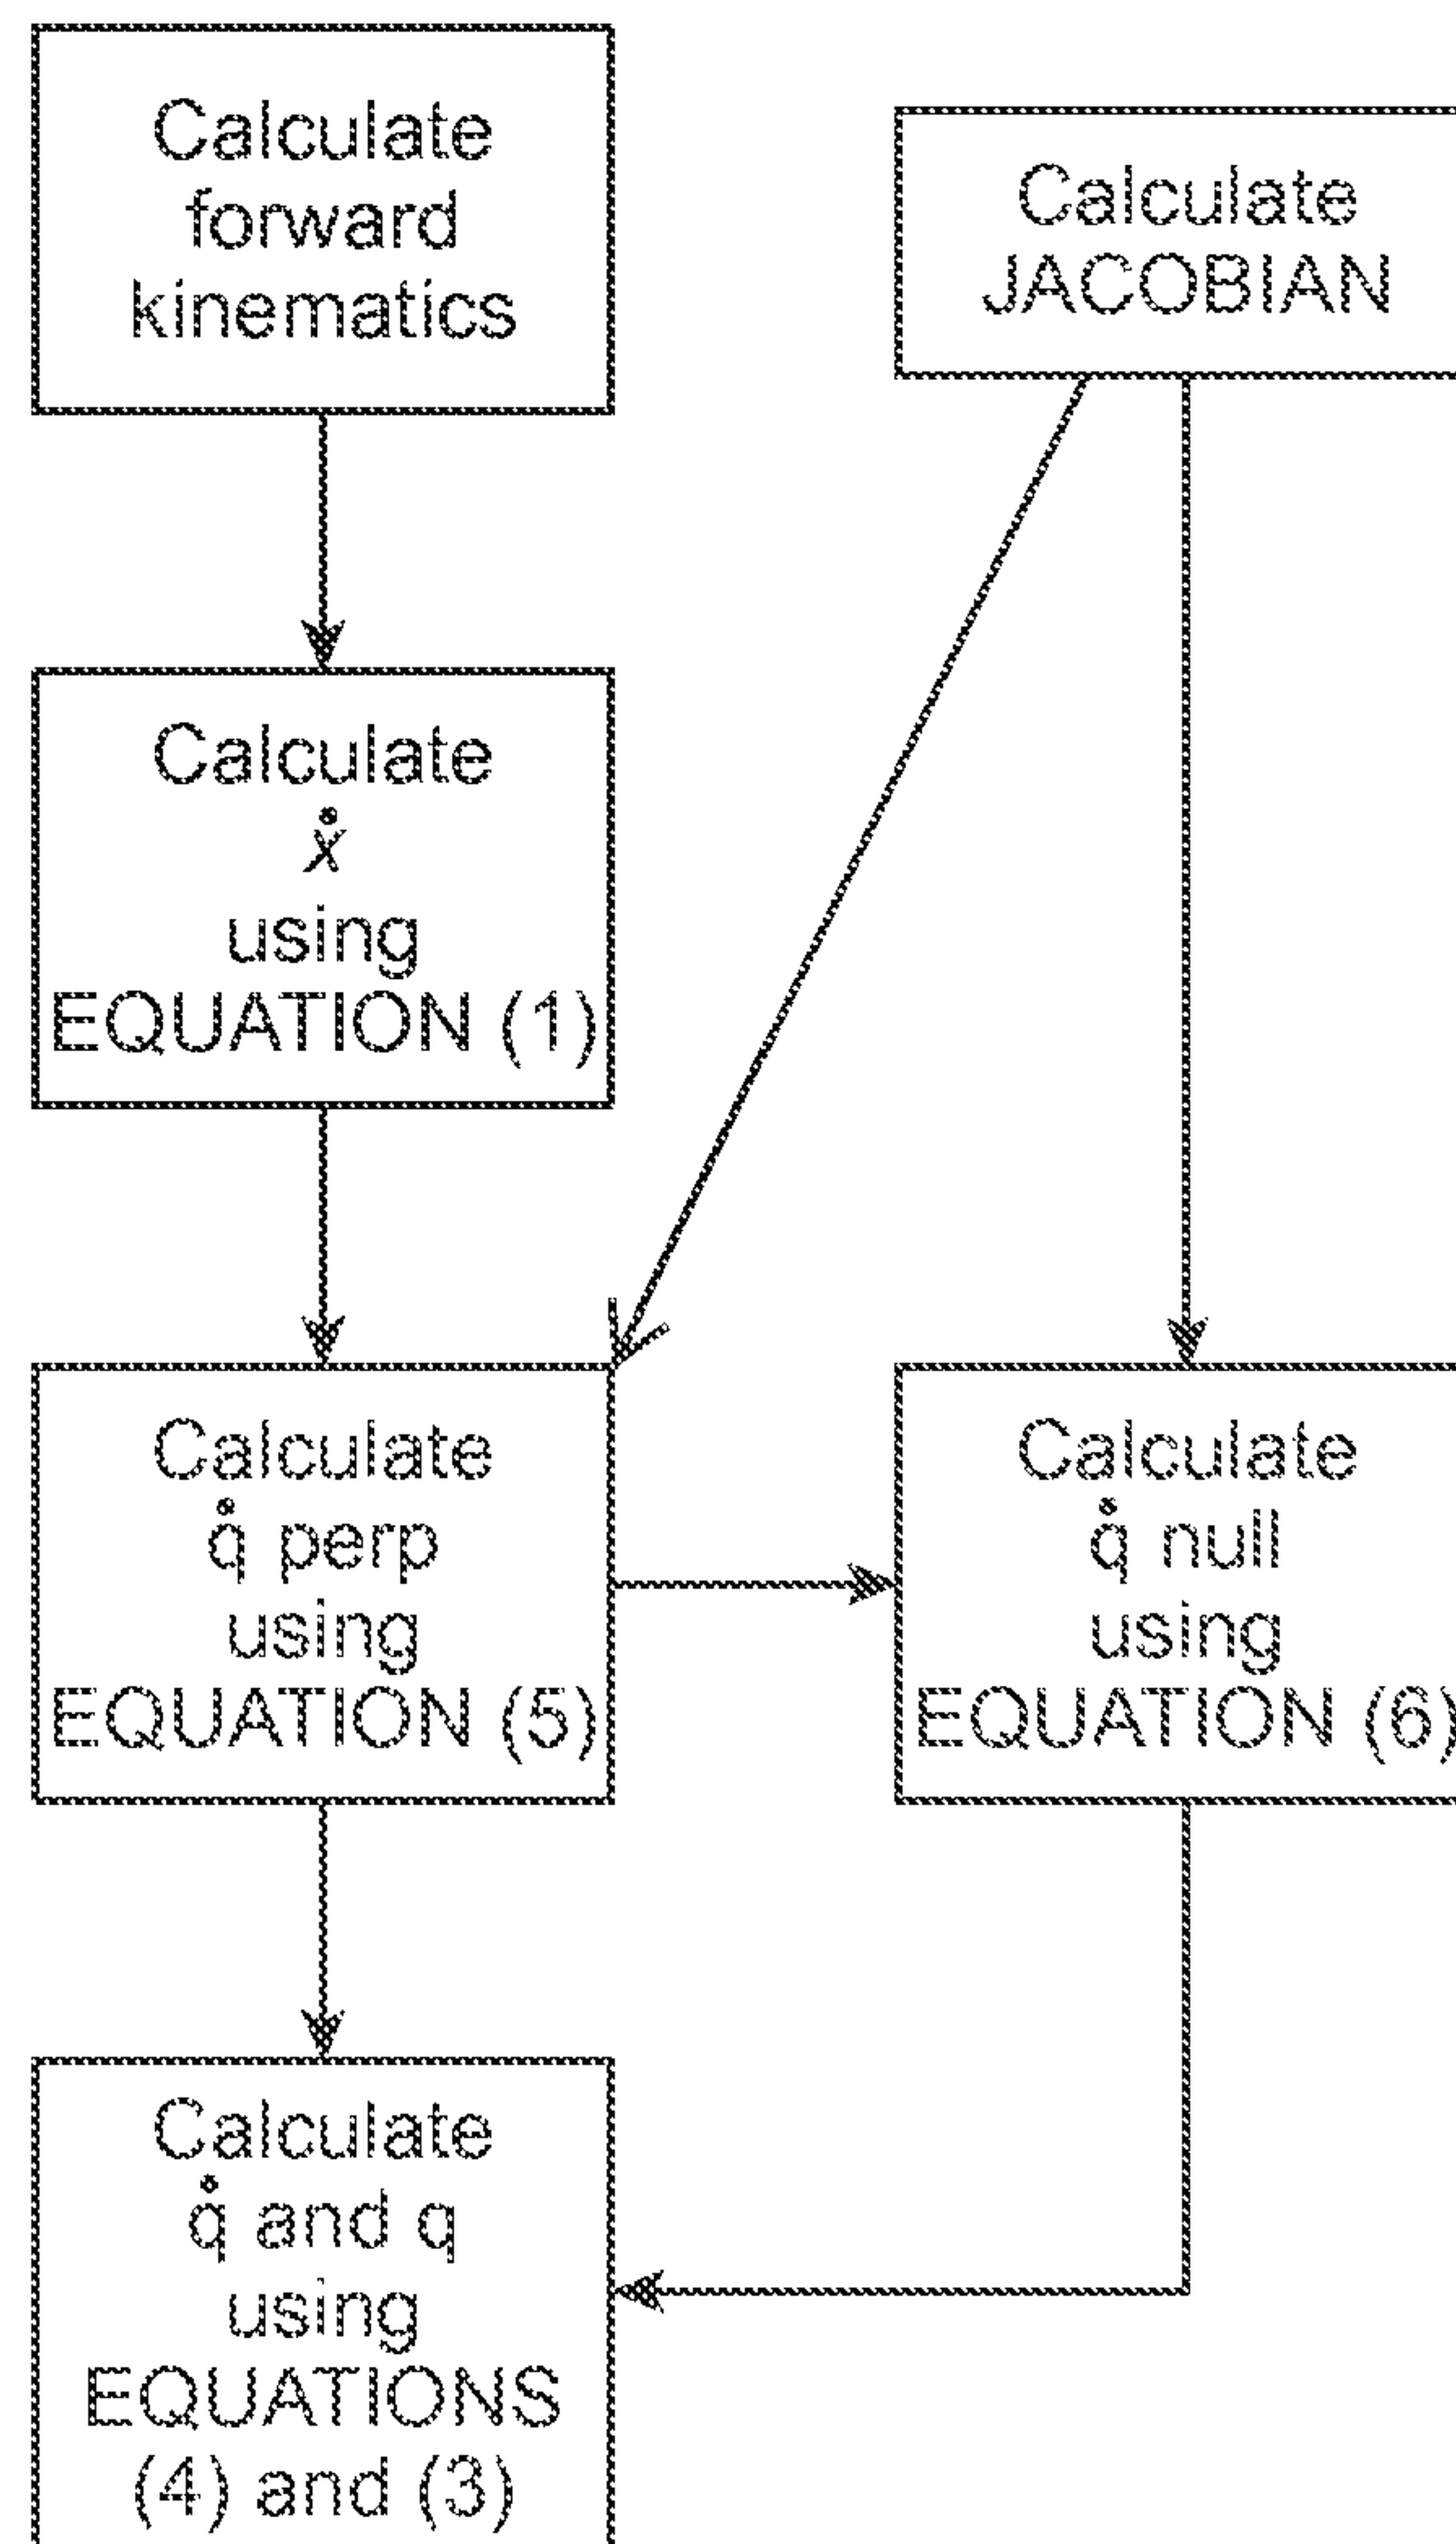 Calculate
forward
kinematics
Calculate
JACOBIAN
Calculate
ẋ
using
EQUATION (1)
Calculate
q̇ perp
using
EQUATION (5)
Calculate
q̇ null
using
EQUATION (6)
Calculate
q̇ and q
using
EQUATIONS
(4) and (3)